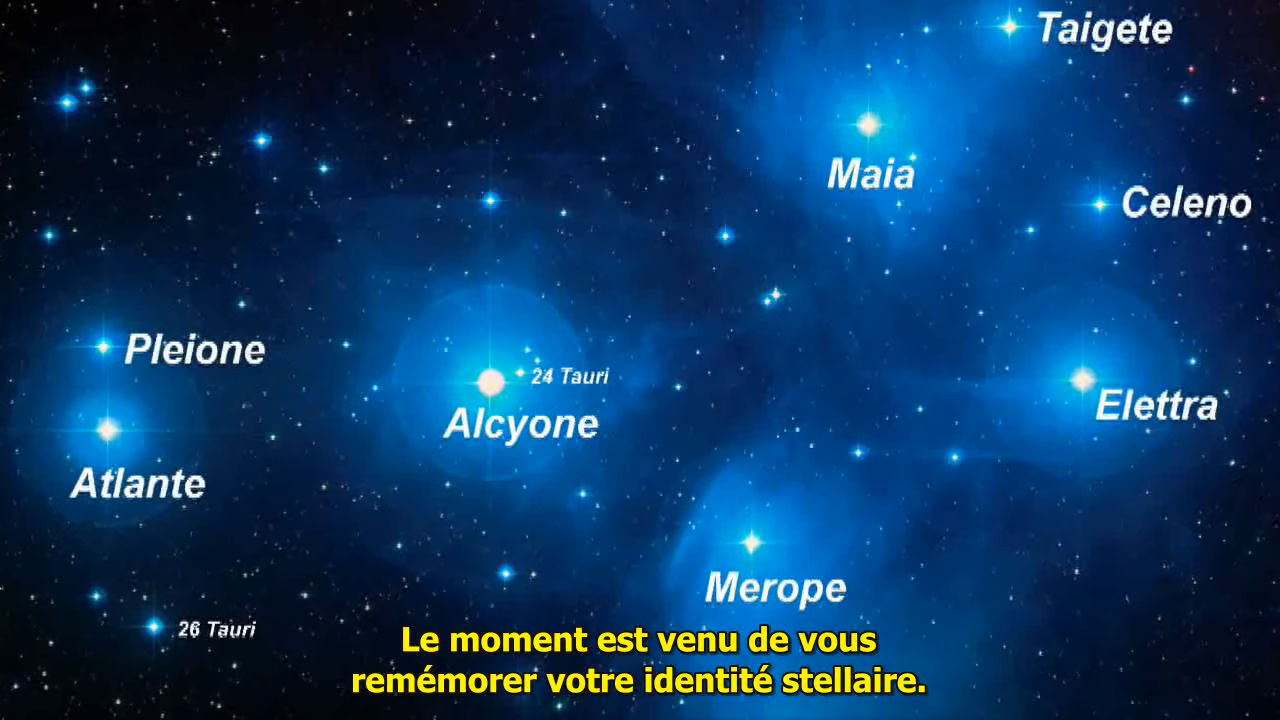 Taigete
Maia
Celeno
Pleione
24 Tauri
Alcyone
Elettra
Atlante
Merope
26 Tauri
Le moment est venu de vous
remémorer votre identité stellaire.